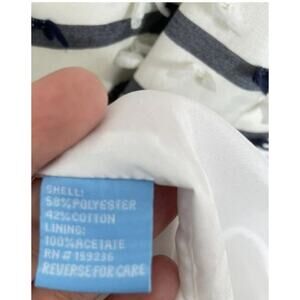 SHELL:
58% POLYESTER
42% COTTON
LINING:
100% ACETATE
RN# 159236
REVERSE FOR CARE